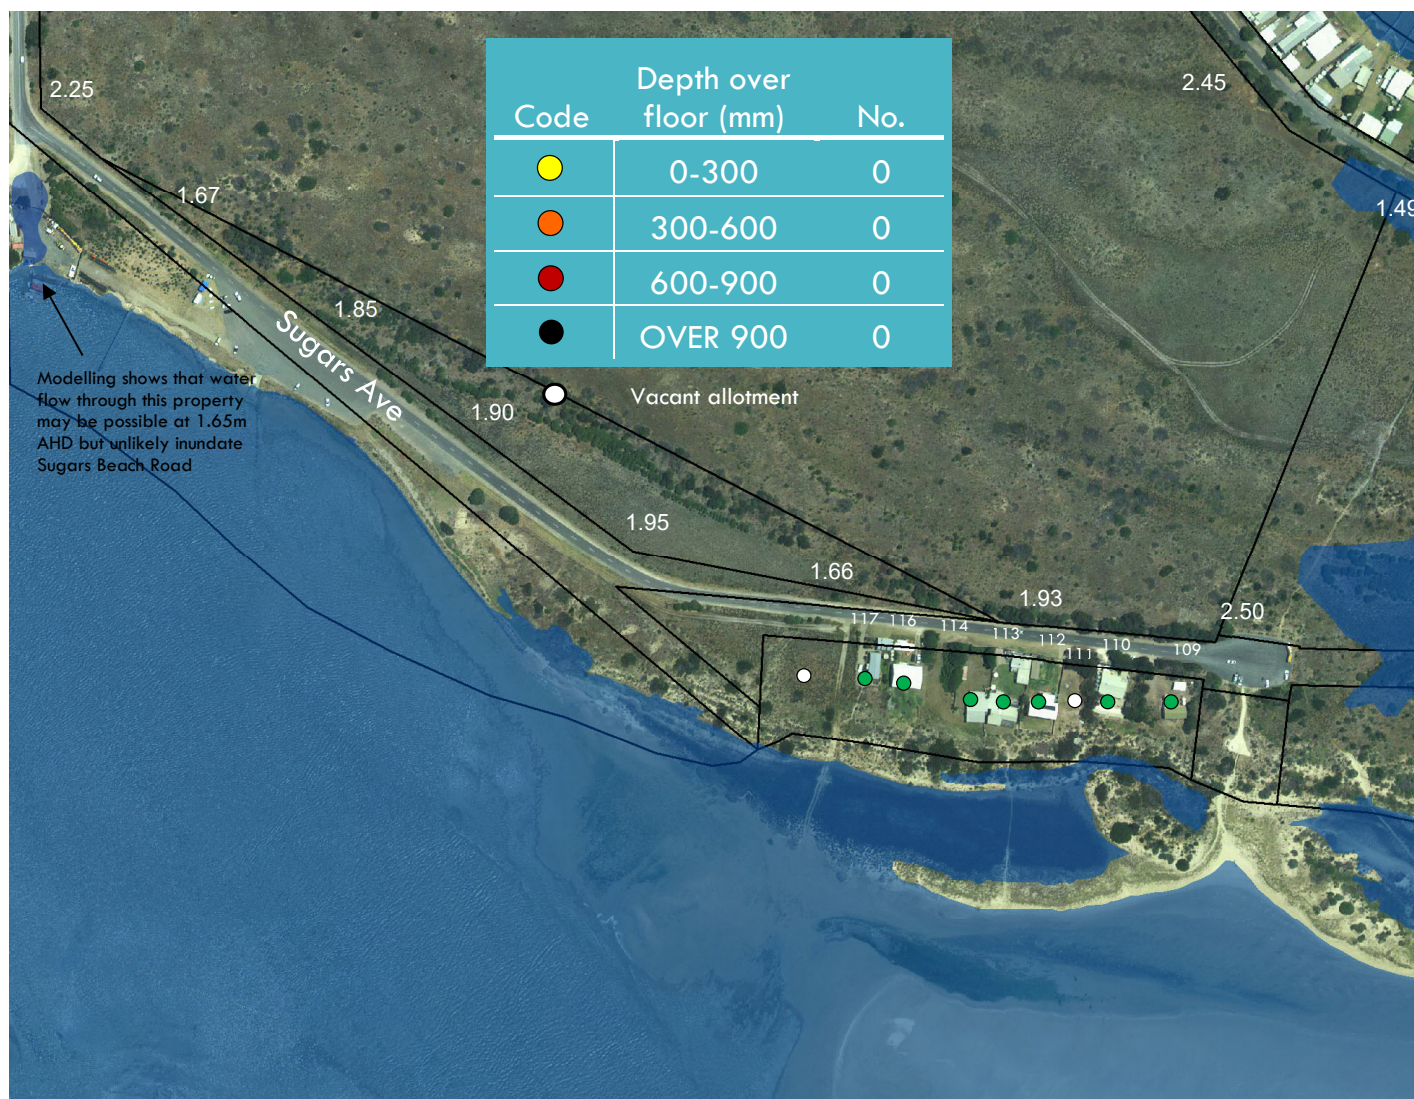 2.25
2.45
Depth over
Code floor (mm) No.
0-300 0
300-600 0
600-900 0
OVER 900 0
1.67
1.49
1.85
Sugars Ave
Modelling shows that water
flow through this property
may be possible at 1.65m
AHD but unlikely inundate
Sugars Beach Road
Vacant allotment
1.90
1.95
1.66
1.93
2.50
117 116 114 113 112 111 110 109